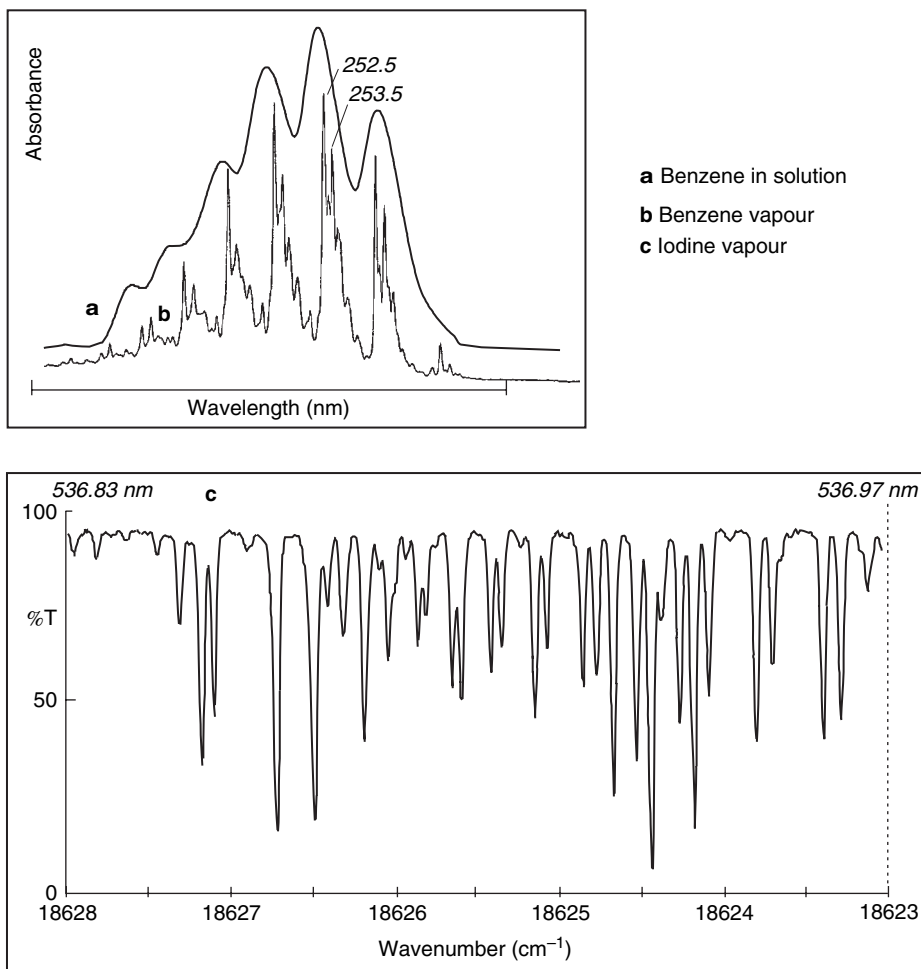 Absorbance
252.5
253.5
a
b
Wavelength (nm)
a Benzene in solution
b Benzene vapour
c Iodine vapour
536.83 nm
c
536.97 nm
100
%T
50
0
18628
18627
18626
18625
18624
18623
Wavenumber (cm⁻¹)